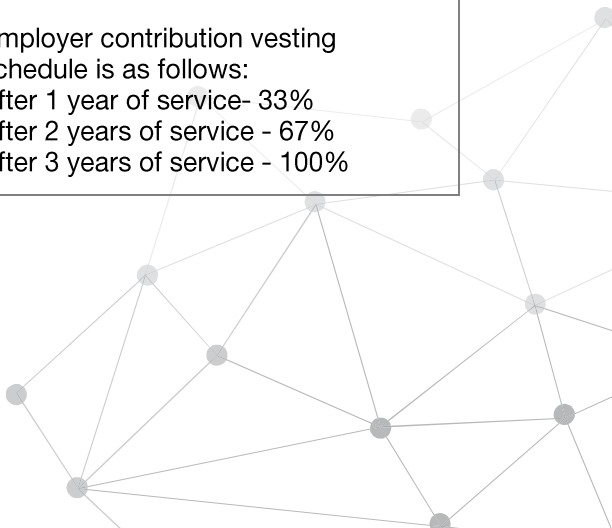 mployer contribution vesting
chedule is as follows:
fter 1 year of service- 33%
fter 2 years of service - 67%
fter 3 years of service - 100%